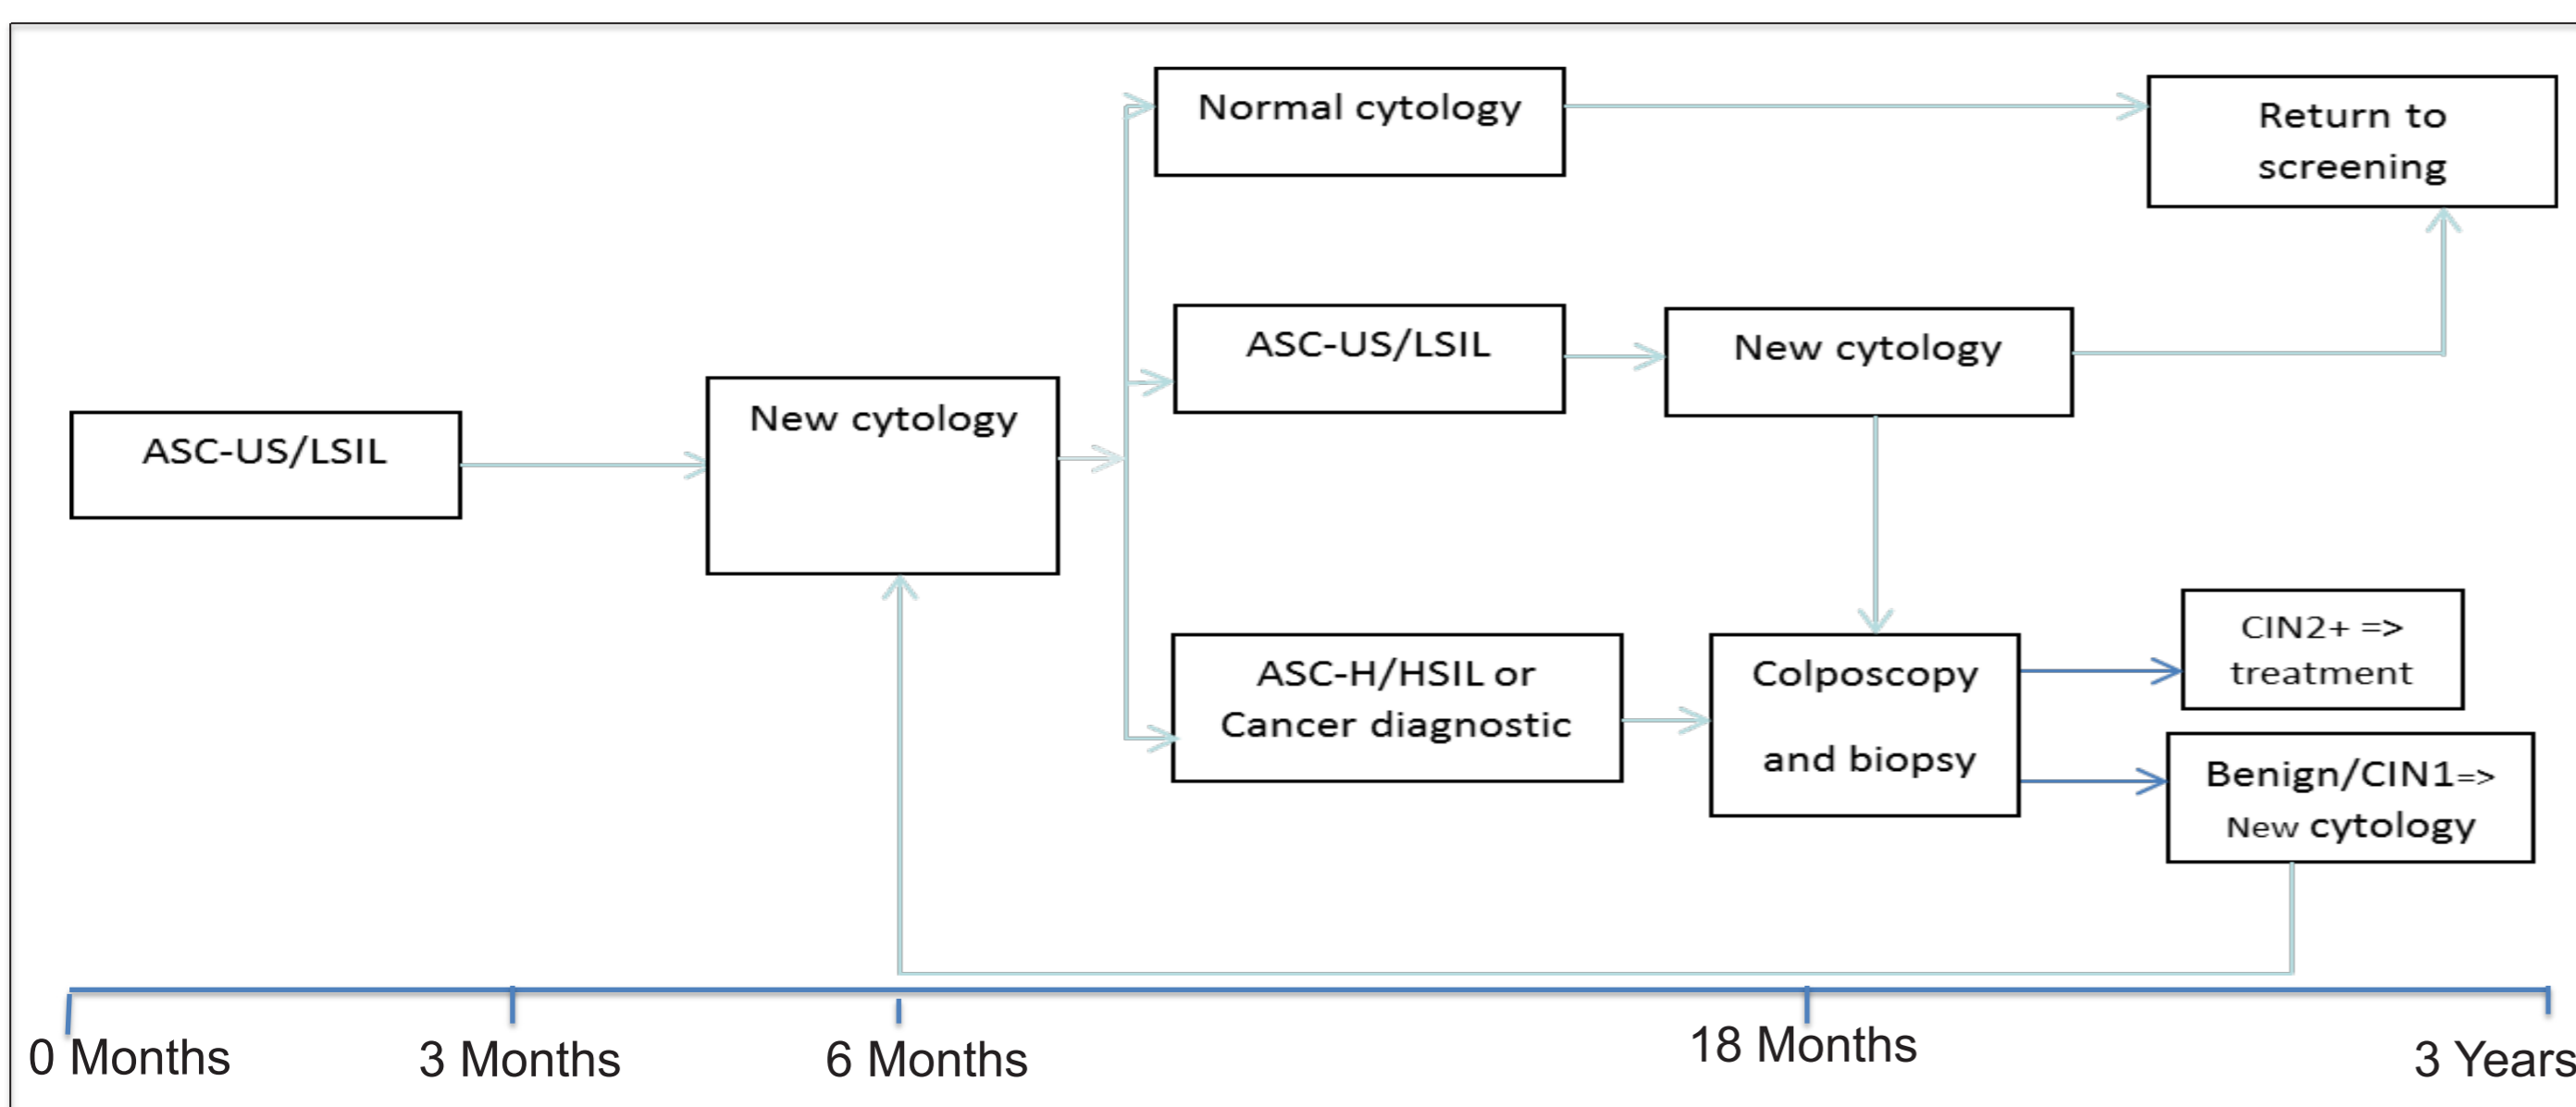 Normal cytology
Return to
screening
ASC-US/LSIL
New cytology
ASC-US/LSIL
New cytology
ASC-H/HSIL or
Cancer diagnostic
Colposcopy
and biopsy
CIN2+ =>
treatment
Benign/CIN1=>
New cytology
0 Months
3 Months
6 Months
18 Months
3 Years